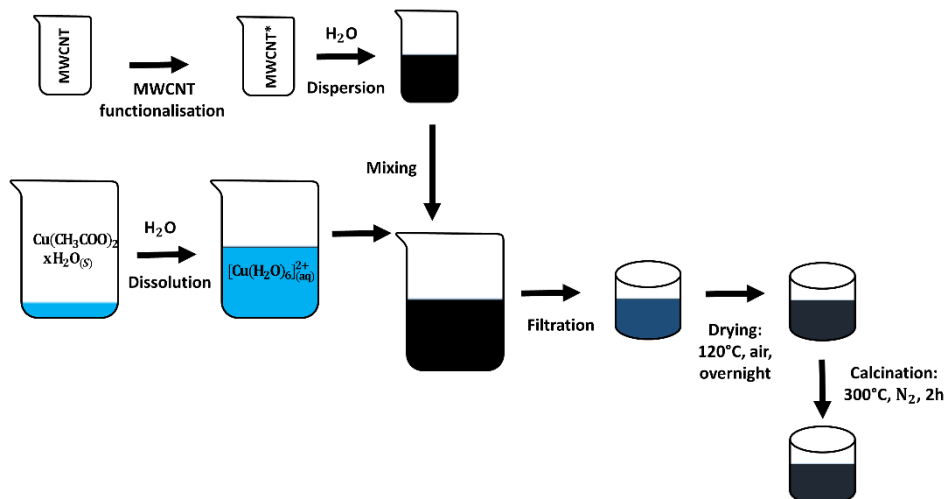 MWCNT
MWCNT
functionalisation
MWCNT*
H₂O
Dispersion
Mixing
Cu(CH₃COO)₂
xH₂O₍S₎
H₂O
Dissolution
[Cu(H₂O)₆]²⁺₍aq₎
Filtration
Drying:
120°C, air,
overnight
Calcination:
300°C, N₂, 2h